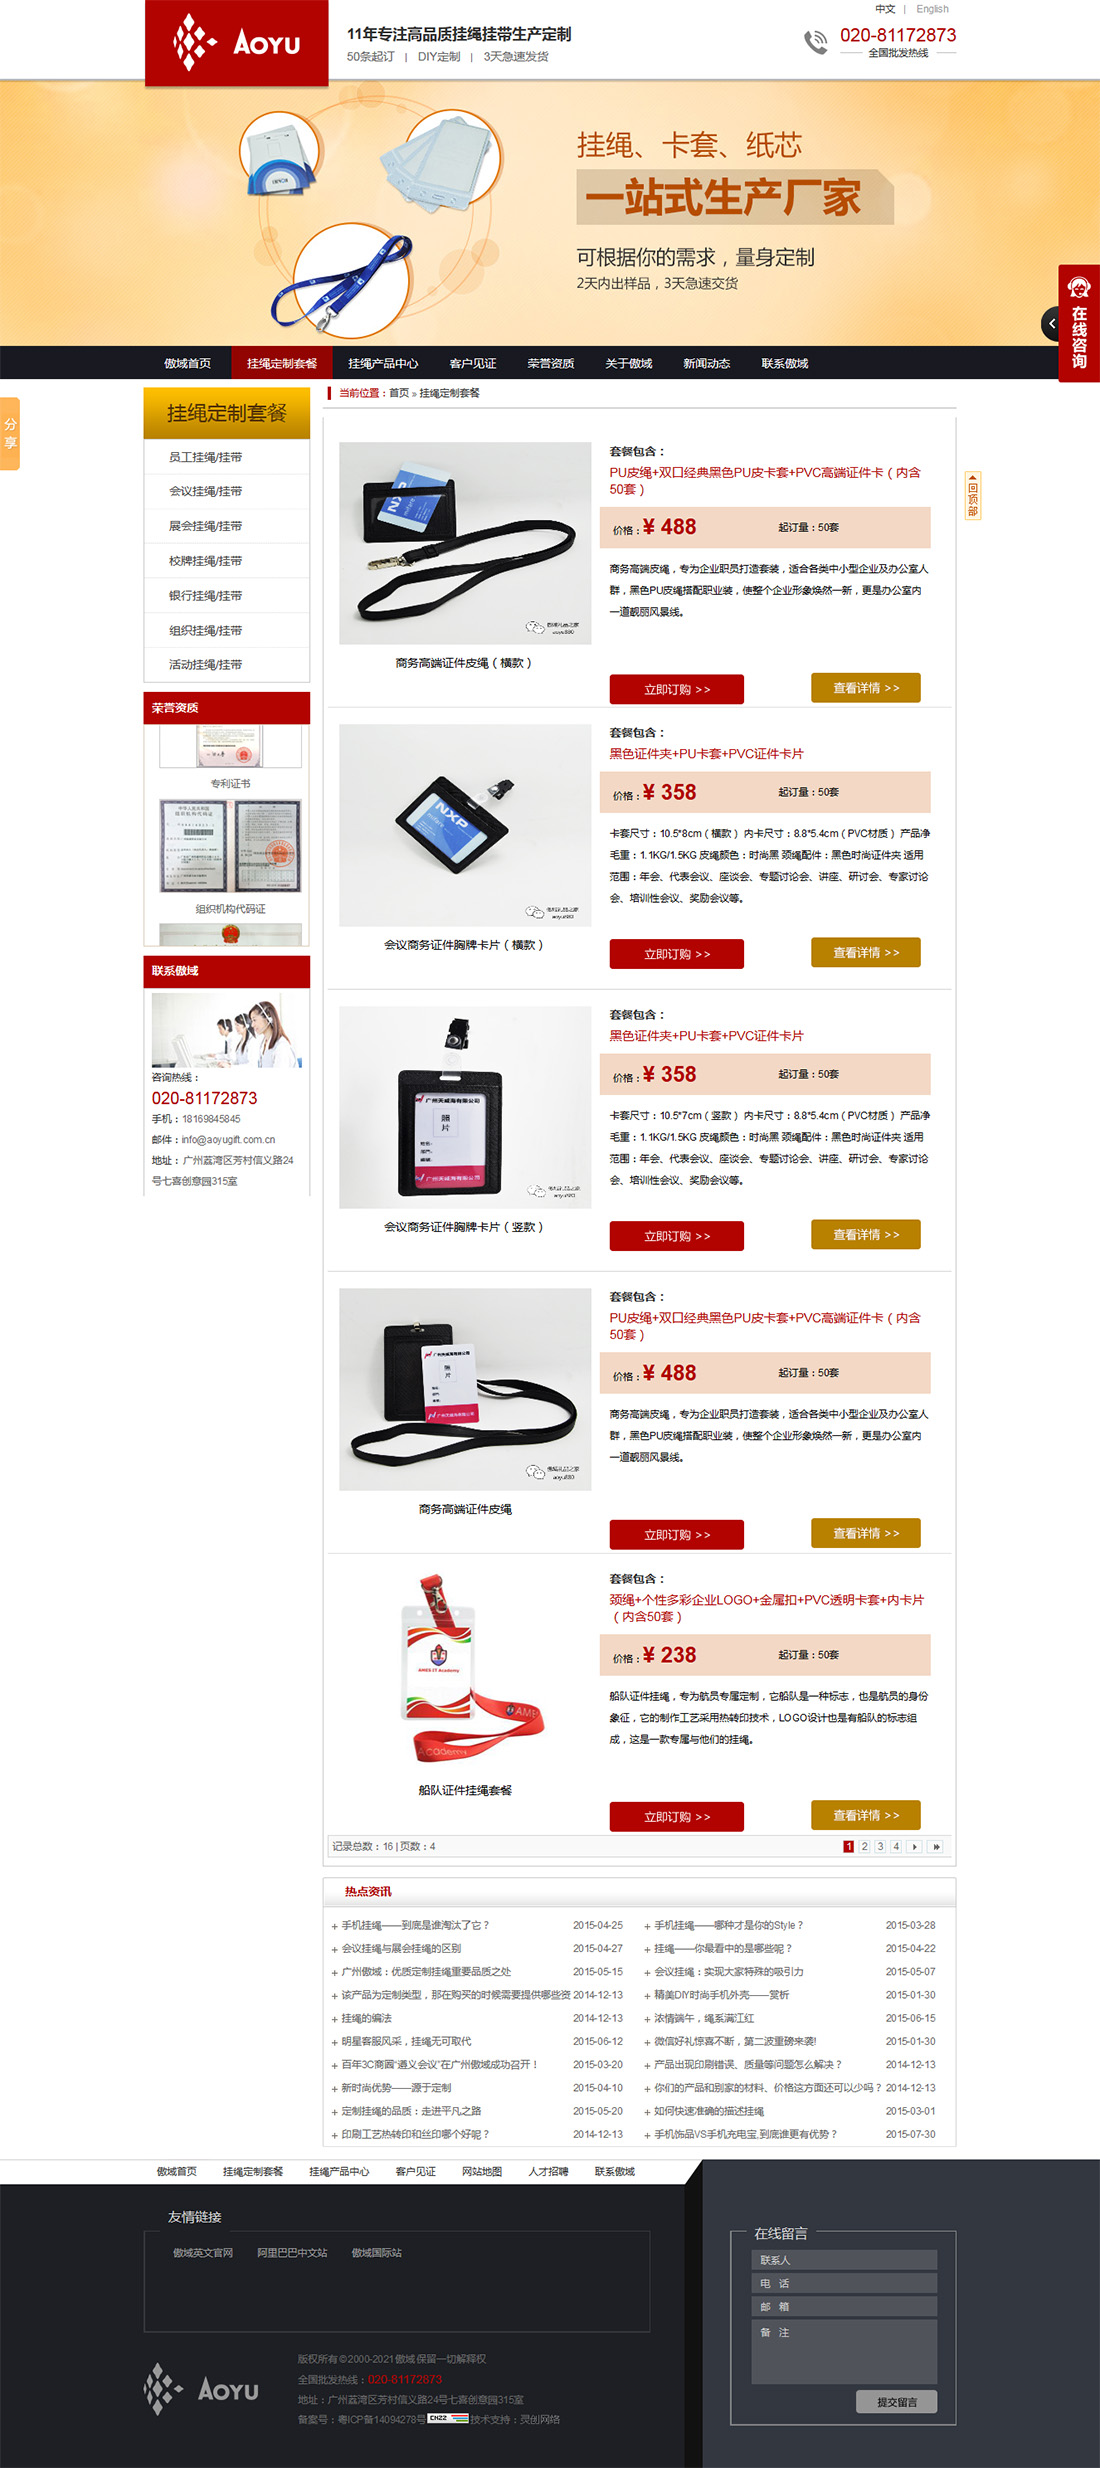 中文 | English
AOYU
11年专注高品质挂绳挂带生产定制
50条起订 | DIY定制 | 3天急速发货
020-81172873
全国批发热线
挂绳、卡套、纸芯
一站式生产厂家
可根据你的需求，量身定制
2天内出样品，3天急速交货
在线咨询
傲域首页 挂绳定制套餐 挂绳产品中心 客户见证 荣誉资质 关于傲域 新闻动态 联系傲域
分享
挂绳定制套餐
员工挂绳/挂带
会议挂绳/挂带
展会挂绳/挂带
校牌挂绳/挂带
银行挂绳/挂带
组织挂绳/挂带
活动挂绳/挂带
荣誉资质
专利证书
组织机构代码证
联系傲域
咨询热线：
020-81172873
手机：18169845845
邮件：info@aoyugift.com.cn
地址：广州荔湾区芳村信义路24
号七喜创意园315室
当前位置：首页 » 挂绳定制套餐
回顶部
NXP
aoyu880
商务高端证件皮绳（横款）
套餐包含：
PU皮绳+双口经典黑色PU皮卡套+PVC高端证件卡（内含
50套）
价格：¥ 488 起订量：50套
商务高端皮绳，专为企业职员打造套装，适合各类中小型企业及办公室人
群，黑色PU皮绳搭配职业装，使整个企业形象焕然一新，更是办公室内
一道靓丽风景线。
立即订购 >> 查看详情 >>
NXP
会议商务证件胸牌卡片（横款）
套餐包含：
黑色证件夹+PU卡套+PVC证件卡片
价格：¥ 358 起订量：50套
卡套尺寸：10.5*8cm（横款） 内卡尺寸：8.8*5.4cm（PVC材质） 产品净
毛重：1.1KG/1.5KG 皮绳颜色：时尚黑 颈绳配件：黑色时尚证件夹 适用
范围：年会、代表会议、座谈会、专题讨论会、讲座、研讨会、专家讨论
会、培训性会议、奖励会议等。
立即订购 >> 查看详情 >>
广州天威海有限公司
照片
广州天威海有限公司
会议商务证件胸牌卡片（竖款）
套餐包含：
黑色证件夹+PU卡套+PVC证件卡片
价格：¥ 358 起订量：50套
卡套尺寸：10.5*7cm（竖款） 内卡尺寸：8.8*5.4cm（PVC材质） 产品净
毛重：1.1KG/1.5KG 皮绳颜色：时尚黑 颈绳配件：黑色时尚证件夹 适用
范围：年会、代表会议、座谈会、专题讨论会、讲座、研讨会、专家讨论
会、培训性会议、奖励会议等。
立即订购 >> 查看详情 >>
照片
商务高端证件皮绳
套餐包含：
PU皮绳+双口经典黑色PU皮卡套+PVC高端证件卡（内含
50套）
价格：¥ 488 起订量：50套
商务高端皮绳，专为企业职员打造套装，适合各类中小型企业及办公室人
群，黑色PU皮绳搭配职业装，使整个企业形象焕然一新，更是办公室内
一道靓丽风景线。
立即订购 >> 查看详情 >>
AMES IT Academy
船队证件挂绳套餐
套餐包含：
颈绳+个性多彩企业LOGO+金属扣+PVC透明卡套+内卡片
（内含50套）
价格：¥ 238 起订量：50套
船队证件挂绳，专为航员专属定制，它船队是一种标志，也是航员的身份
象征，它的制作工艺采用热转印技术，LOGO设计也是有船队的标志组
成，这是一款专属与他们的挂绳。
立即订购 >> 查看详情 >>
记录总数：16 | 页数：4 1 2 3 4
热点资讯
+ 手机挂绳——到底是谁淘汰了它？ 2015-04-25 + 手机挂绳——哪种才是你的Style？ 2015-03-28
+ 会议挂绳与展会挂绳的区别 2015-04-27 + 挂绳——你最看中的是哪些呢？ 2015-04-22
+ 广州傲域：优质定制挂绳重要品质之处 2015-05-15 + 会议挂绳：实现大家特殊的吸引力 2015-05-07
+ 该产品为定制类型，那在购买的时候需要提供哪些资 2014-12-13 + 精美DIY时尚手机外壳——赏析 2015-01-30
+ 挂绳的编法 2014-12-13 + 浓情端午，绳系满江红 2015-06-15
+ 明星客服风采，挂绳无可取代 2015-06-12 + 微信好礼惊喜不断，第二波重磅来袭! 2015-01-30
+ 百年3C商圈“遵义会议”在广州傲域成功召开！ 2015-03-20 + 产品出现印刷错误、质量等问题怎么解决？ 2014-12-13
+ 新时尚优势——源于定制 2015-04-10 + 你们的产品和别家的材料、价格这方面还可以少吗？ 2014-12-13
+ 定制挂绳的品质：走进平凡之路 2015-05-20 + 如何快速准确的描述挂绳 2015-03-01
+ 印刷工艺热转印和丝印哪个好呢？ 2014-12-13 + 手机饰品VS手机充电宝,到底谁更有优势？ 2015-07-30
傲域首页 挂绳定制套餐 挂绳产品中心 客户见证 网站地图 人才招聘 联系傲域
友情链接
傲域英文官网 阿里巴巴中文站 傲域国际站
在线留言
联系人
电 话
邮 箱
备 注
提交留言
AOYU
版权所有©2000-2021 傲域 保留一切解释权
全国批发热线：020-81172873
地址：广州荔湾区芳村信义路24号七喜创意园315室
备案号：粤ICP备14094278号 CNZZ 技术支持：灵创网络